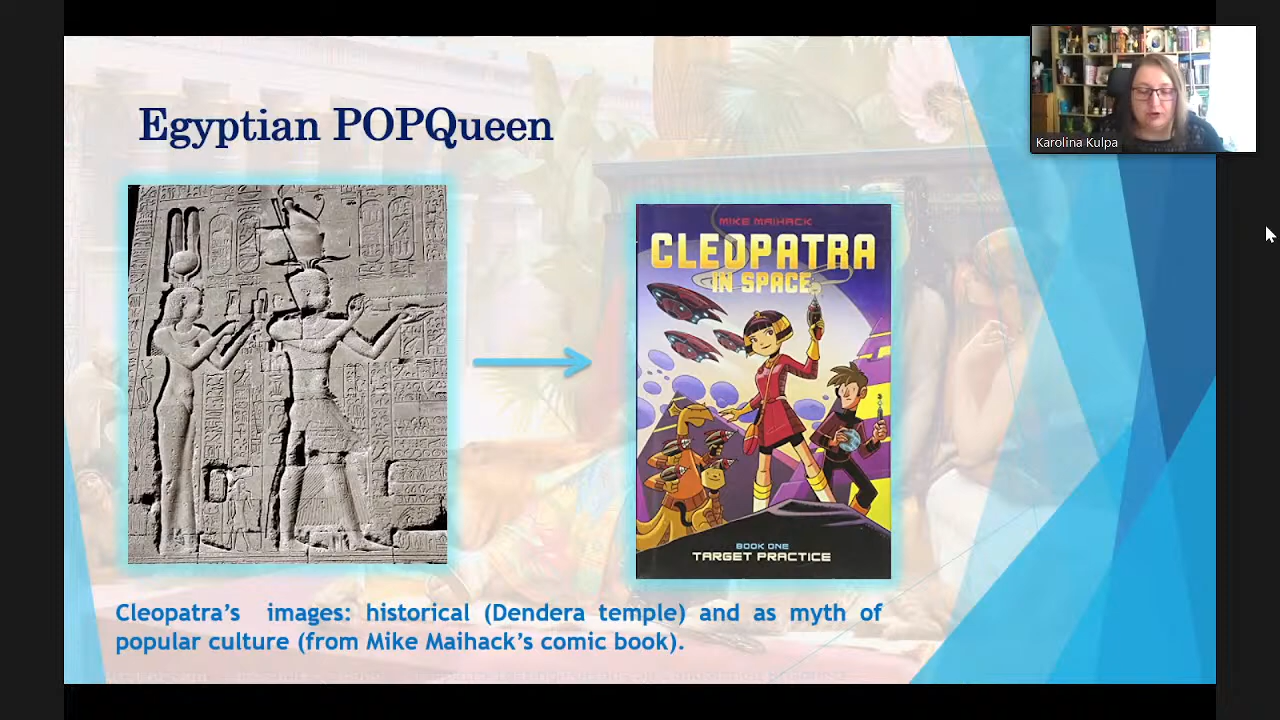 Egyptian POPQueen
Karolina Kulpa
MIKE MAIHACK
CLEOPATRA
IN SPACE
BOOK ONE
TARGET PRACTICE
Cleopatra's images: historical (Dendera temple) and as myth of
popular culture (from Mike Maihack's comic book).